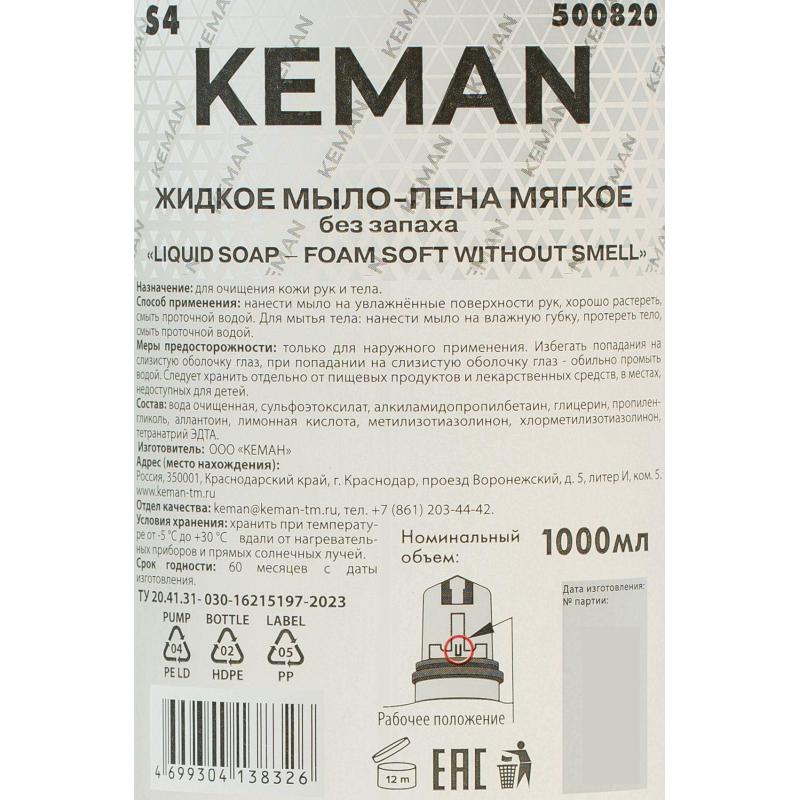 S4
500820
KEMAN
ЖИДКОЕ МЫЛО-ПЕНА МЯГКОЕ
без запаха
«LIQUID SOAP – FOAM SOFT WITHOUT SMELL»
Назначение: для очищения кожи рук и тела.
Способ применения: нанести мыло на увлажнённые поверхности рук, хорошо растереть,
смыть проточной водой. Для мытья тела: нанести мыло на влажную губку, протереть тело,
смыть проточной водой.
Меры предосторожности: только для наружного применения. Избегать попадания на
слизистую оболочку глаз, при попадании на слизистую оболочку глаз - обильно промыть
водой. Следует хранить отдельно от пищевых продуктов и лекарственных средств, в местах,
недоступных для детей.
Состав: вода очищенная, сульфоэтоксилат, алкиламидопропилбетаин, глицерин, пропилен-
гликоль, аллантоин, лимонная кислота, метилизотиазолинон, хлорметилизотиазолинон,
тетранатрий ЭДТА.
Изготовитель: ООО «КЕМАН»
Адрес (место нахождения):
Россия, 350001, Краснодарский край, г. Краснодар, проезд Воронежский, д. 5, литер И, ком. 5.
www.keman-tm.ru
Отдел качества: keman@keman-tm.ru, тел. +7 (861) 203-44-42.
Условия хранения: хранить при температу-
ре от -5 °С до +30 °С вдали от нагреватель-
ных приборов и прямых солнечных лучей.
Срок годности: 60 месяцев с даты
изготовления.
ТУ 20.41.31- 030-16215197-2023
Номинальный
объем:
1000мл
Дата изготовления:
№ партии:
PUMP BOTTLE LABEL
04 02 05
PE LD HDPE PP
Рабочее положение
4 699304 138326
12 m
EAC